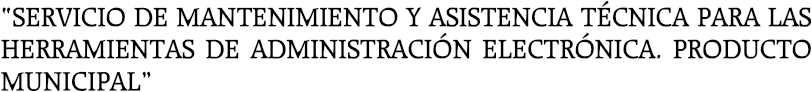 "SERVICIO DE MANTENIMIENTO Y ASISTENCIA TÉCNICA PARA LAS
HERRAMIENTAS DE ADMINISTRACIÓN ELECTRÓNICA. PRODUCTO
MUNICIPAL"